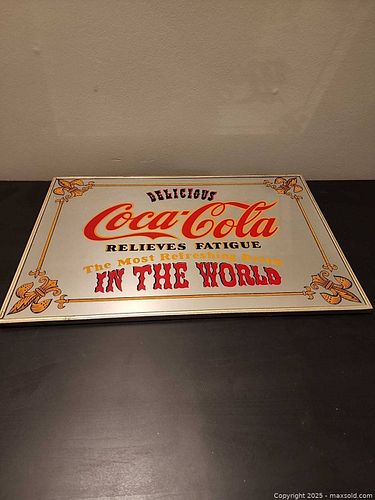 DELICIOUS
Coca-Cola
RELIEVES FATIGUE
The Most Refreshing Drink
IN THE WORLD
Copyright 2025 - maxsold.com